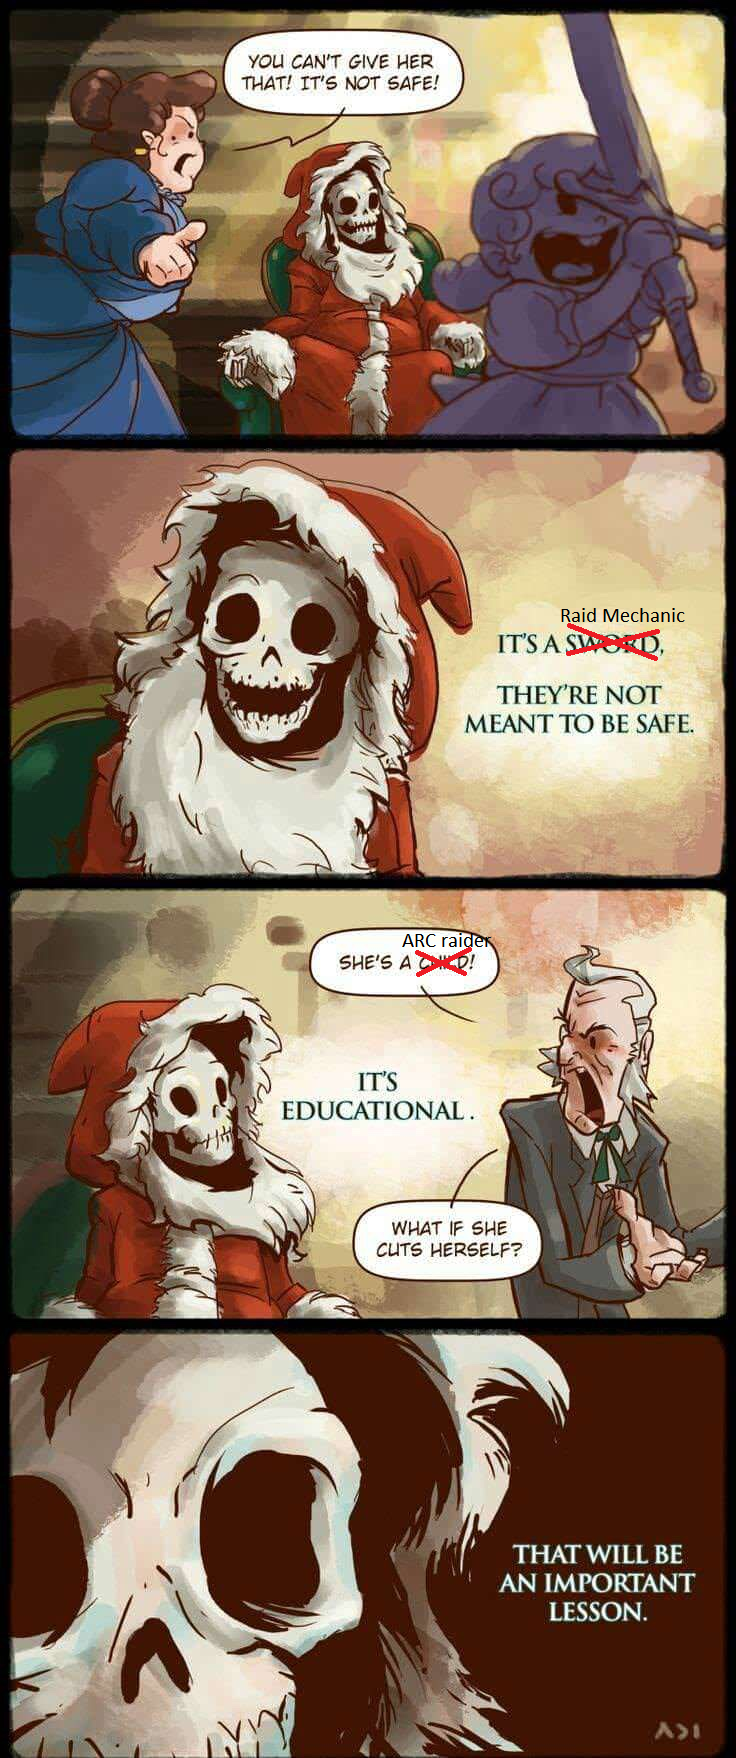 YOU CAN'T GIVE HER
THAT! IT'S NOT SAFE!
Raid Mechanic
IT'S A SWORD,
THEY'RE NOT
MEANT TO BE SAFE.
ARC raider
SHE'S A CHILD!
IT'S
EDUCATIONAL.
WHAT IF SHE
CUTS HERSELF?
THAT WILL BE
AN IMPORTANT
LESSON.